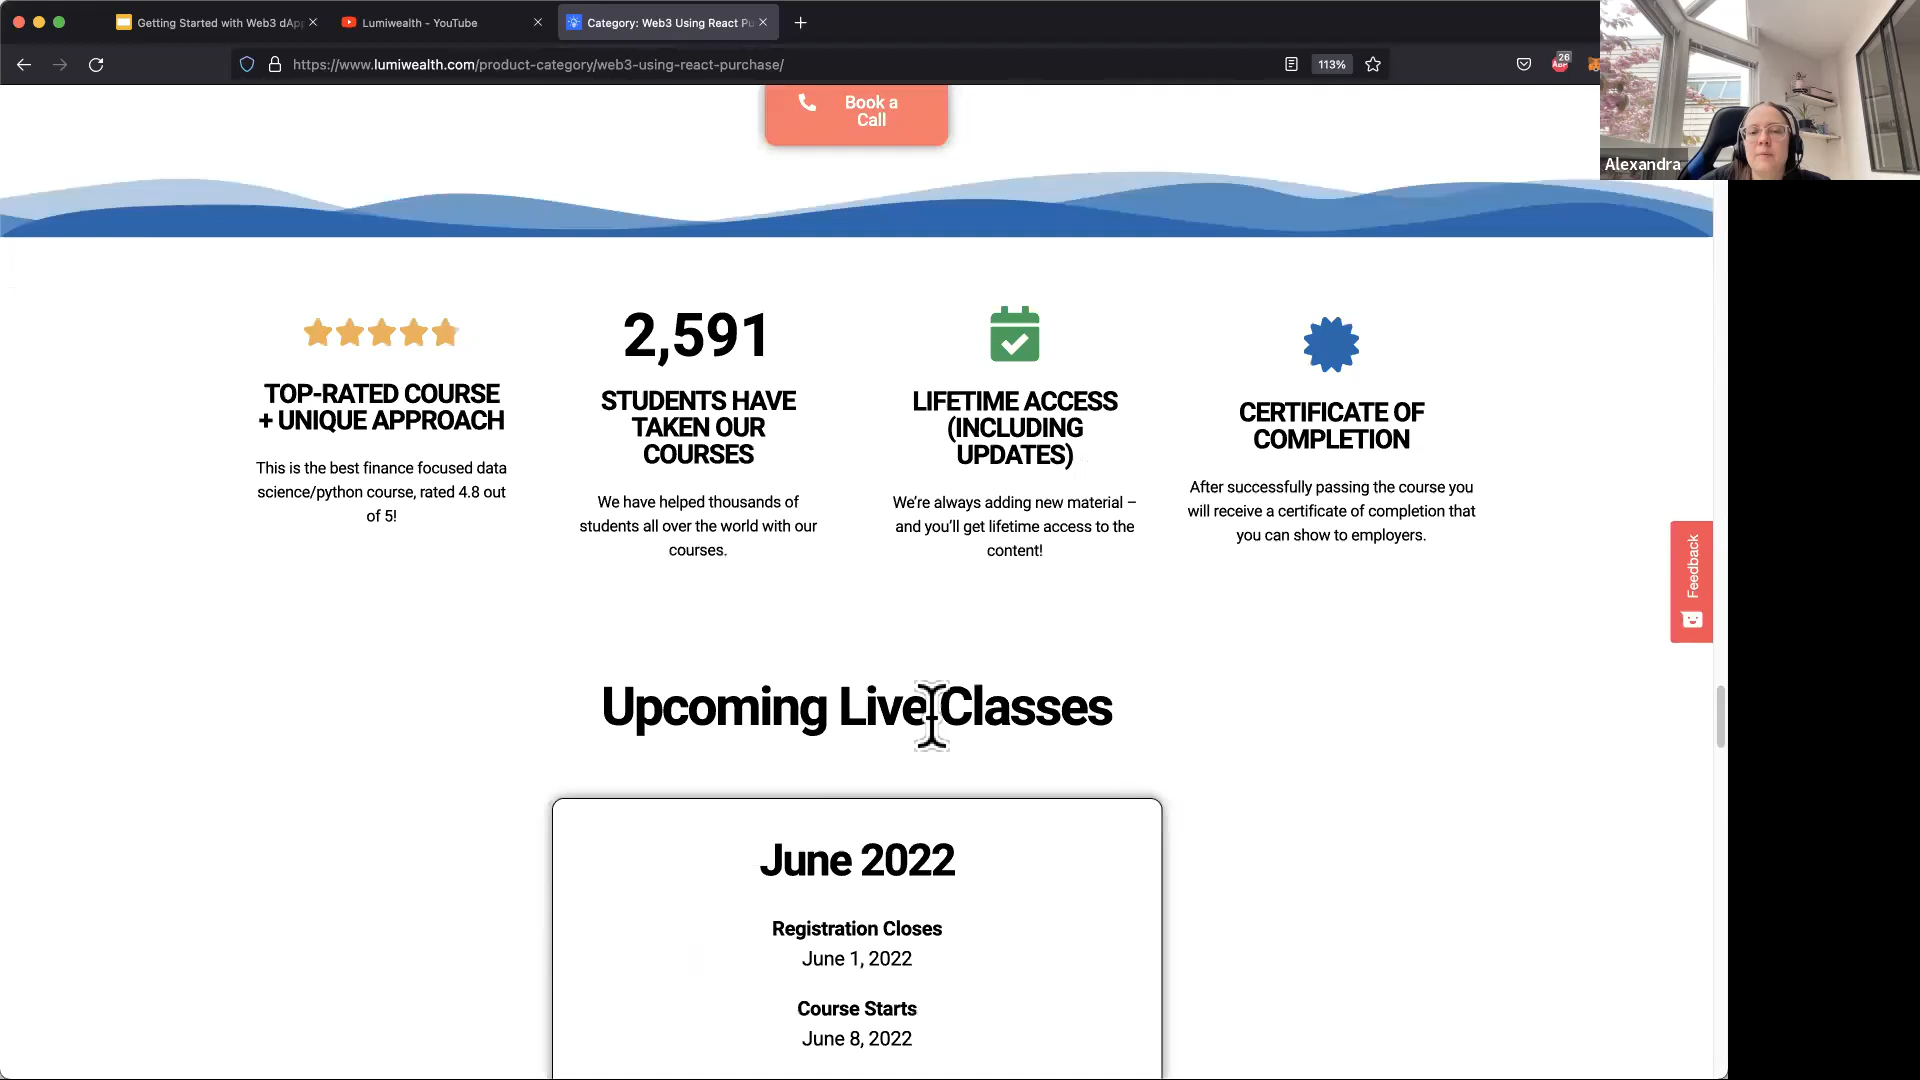 Getting Started with Web3 dAp
Lumiwealth - YouTube
Category: Web3 Using React Pu
https://www.lumiwealth.com/product-category/web3-using-react-purchase/
113%
26
ABP
Alexandra
Book a
Call
TOP-RATED COURSE
+ UNIQUE APPROACH
This is the best finance focused data
science/python course, rated 4.8 out
of 5!
2,591
STUDENTS HAVE
TAKEN OUR
COURSES
We have helped thousands of
students all over the world with our
courses.
LIFETIME ACCESS
(INCLUDING
UPDATES)
We're always adding new material –
and you'll get lifetime access to the
content!
CERTIFICATE OF
COMPLETION
After successfully passing the course you
will receive a certificate of completion that
you can show to employers.
Feedback
Upcoming Live Classes
June 2022
Registration Closes
June 1, 2022
Course Starts
June 8, 2022